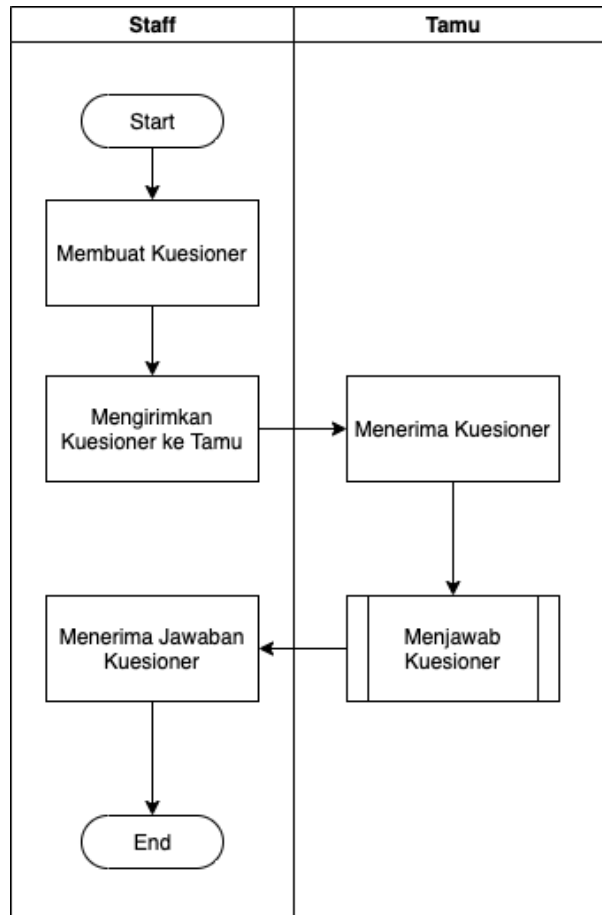 Staff
Tamu
Start
Membuat Kuesioner
Mengirimkan
Kuesioner ke Tamu
Menerima Kuesioner
Menjawab
Kuesioner
Menerima Jawaban
Kuesioner
End